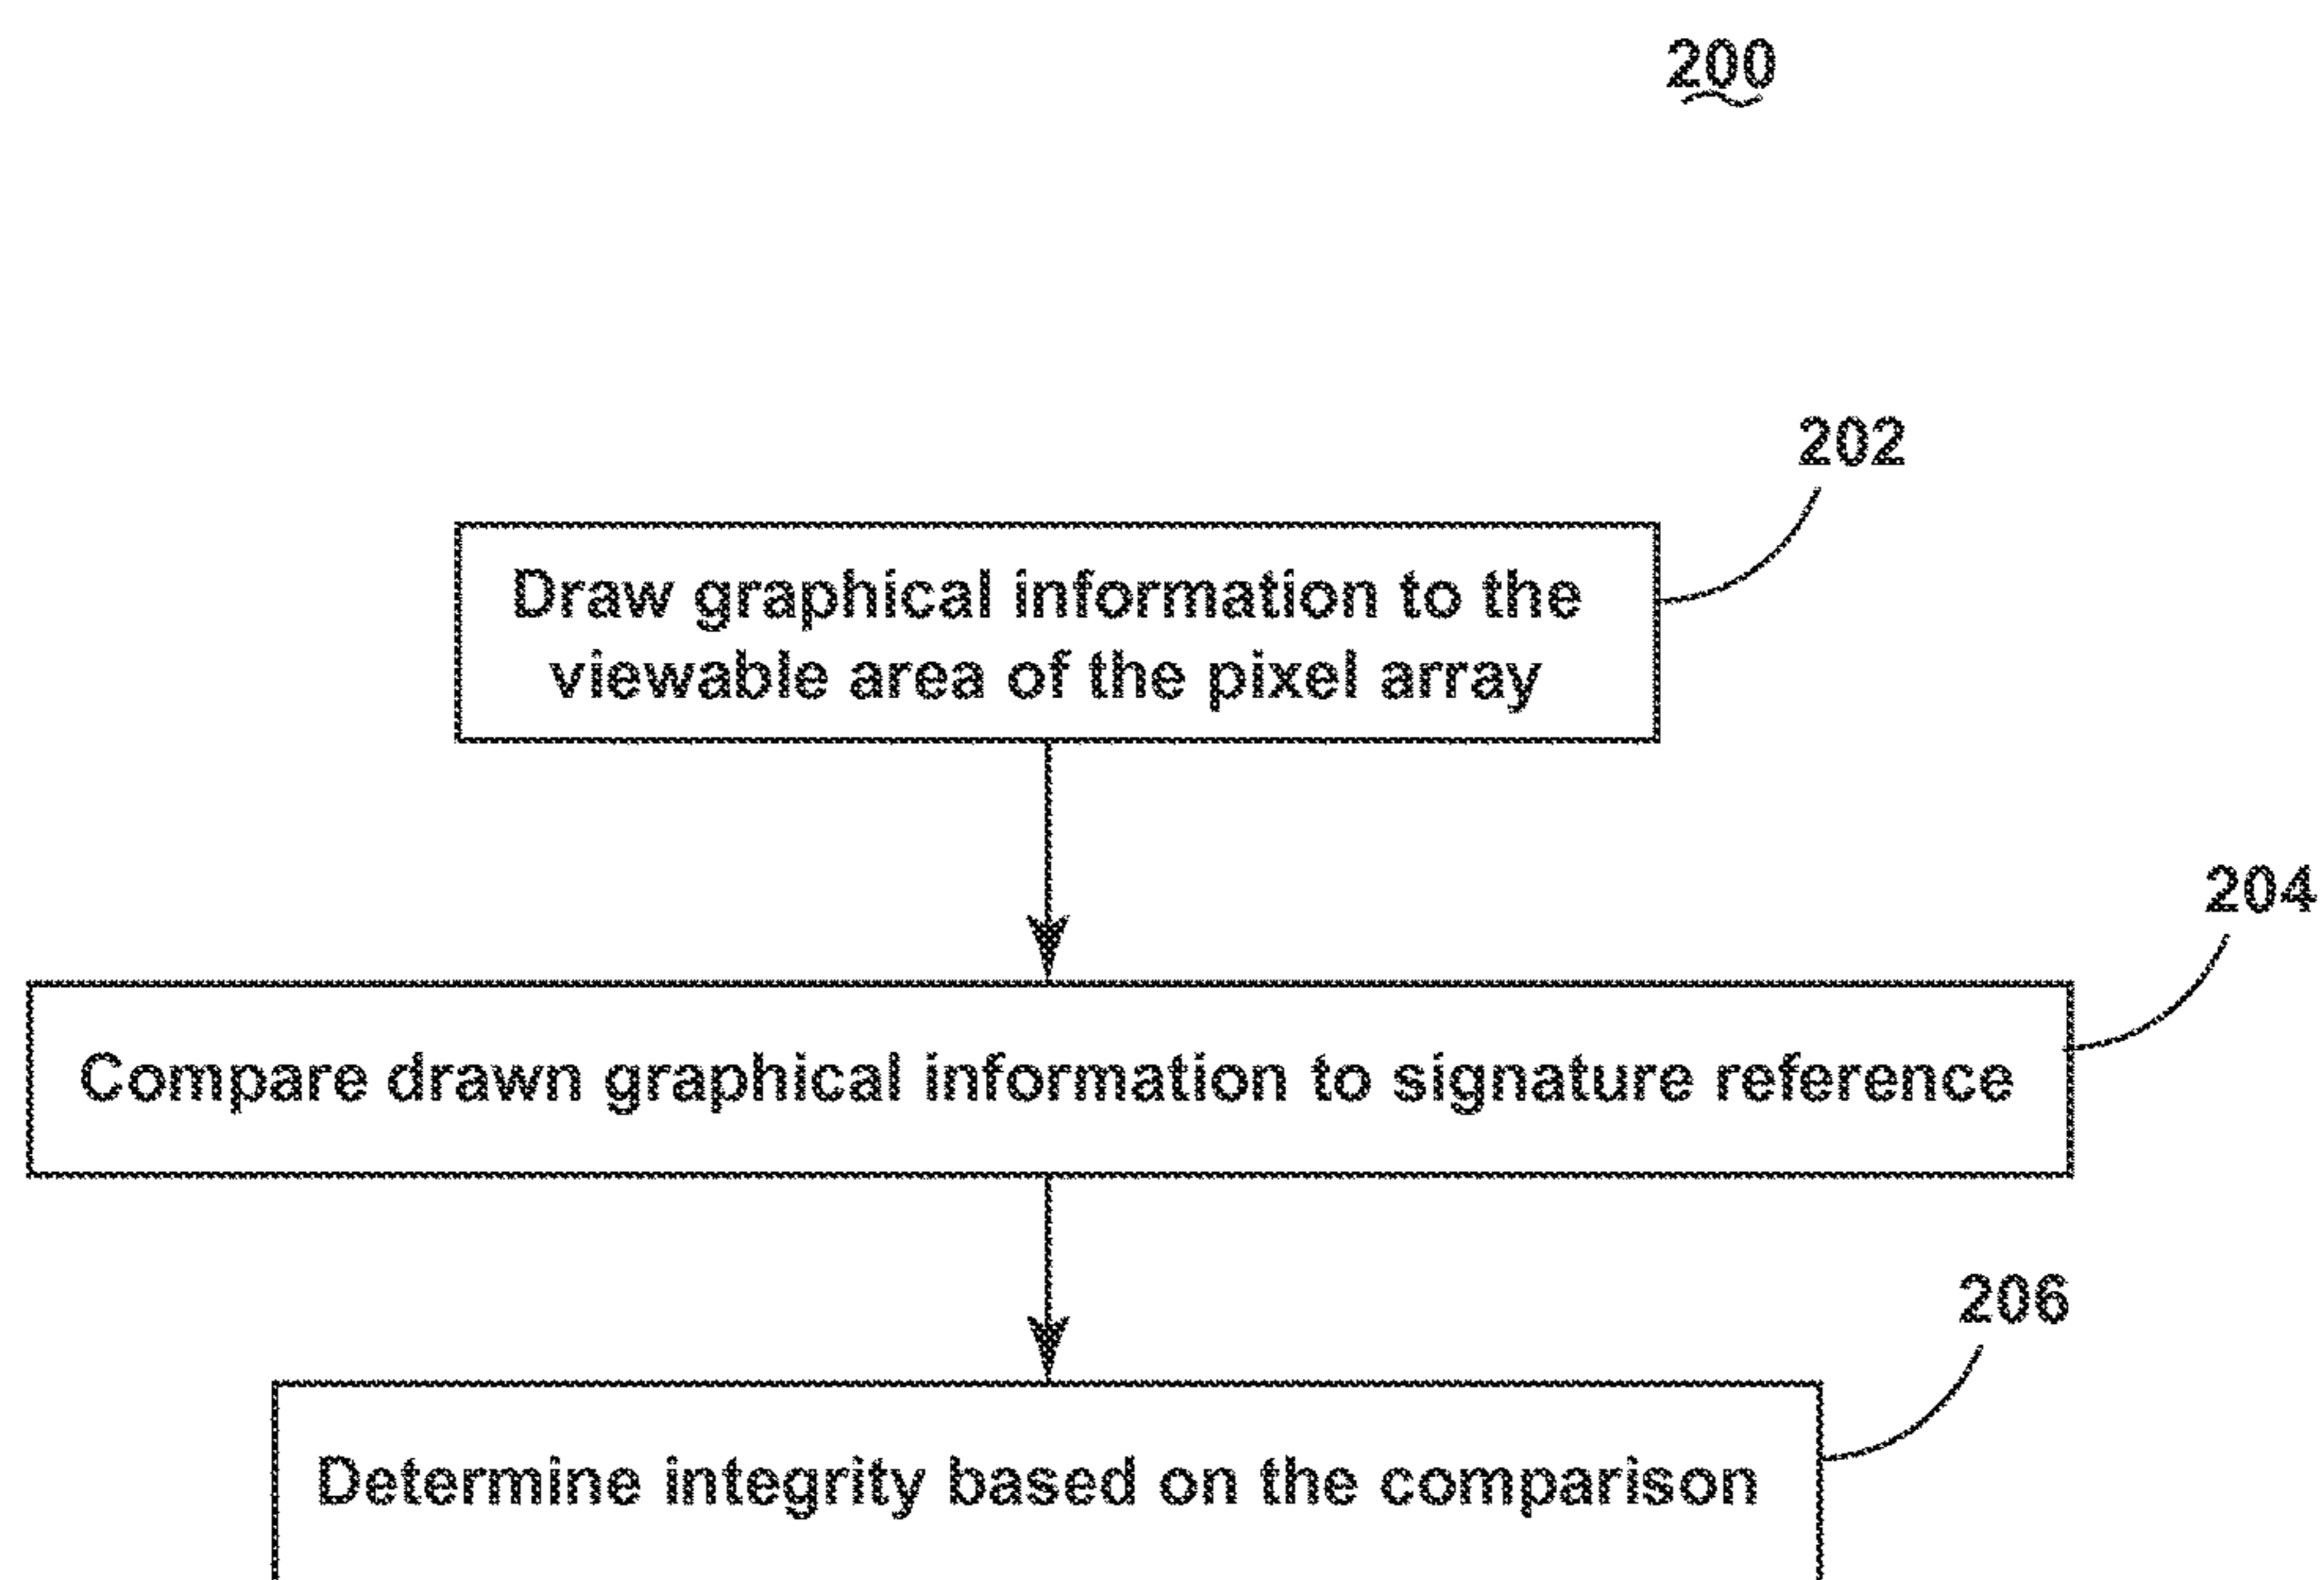 200
202
Draw graphical information to the
viewable area of the pixel array
204
Compare drawn graphical information to signature reference
206
Determine integrity based on the comparison